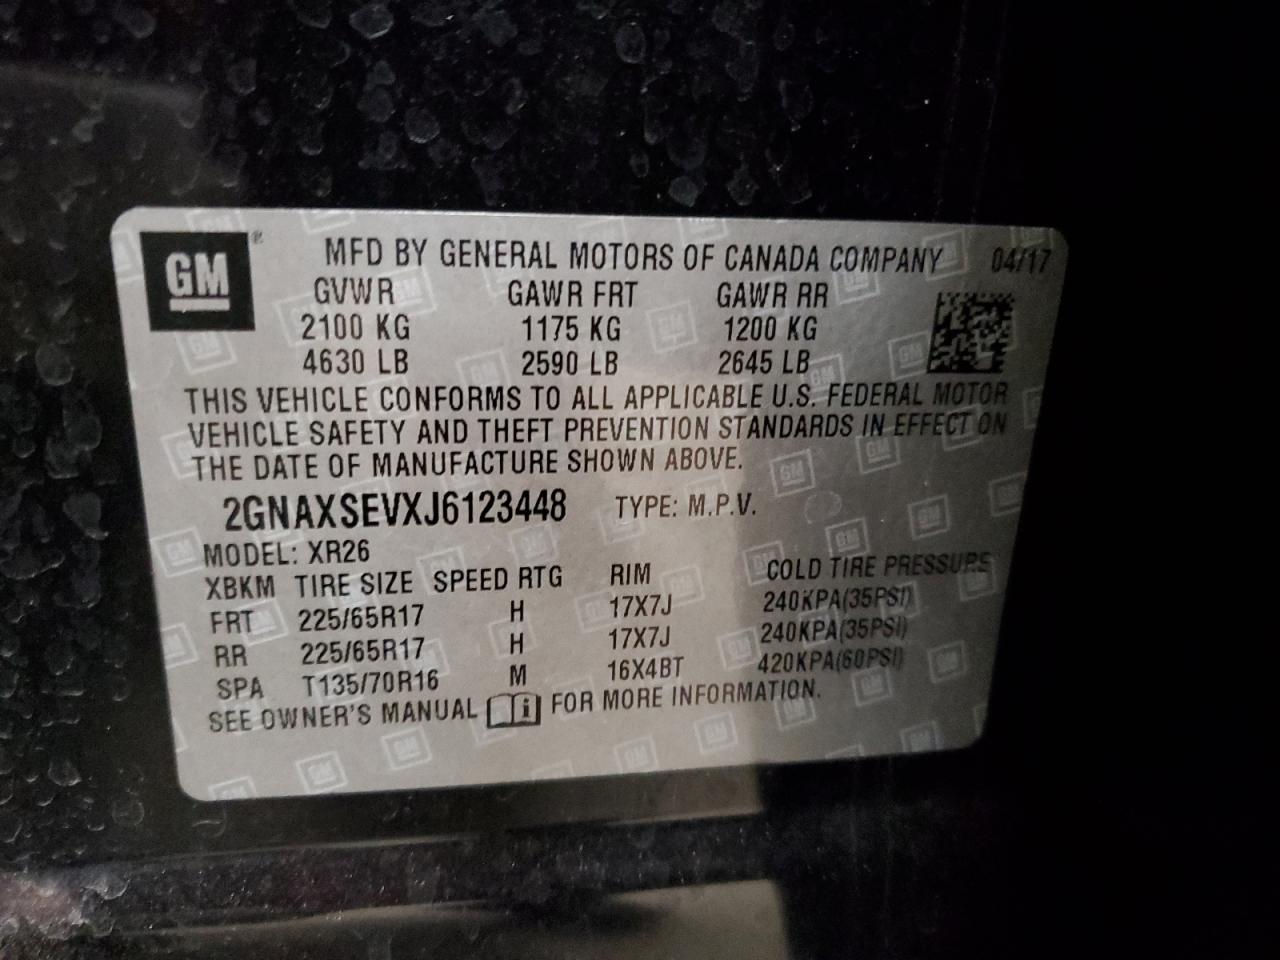 GM ® MFD BY GENERAL MOTORS OF CANADA COMPANY 04/17
GVWR GAWR FRT GAWR RR
2100 KG 1175 KG 1200 KG
4630 LB 2590 LB 2645 LB
THIS VEHICLE CONFORMS TO ALL APPLICABLE U.S. FEDERAL MOTOR
VEHICLE SAFETY AND THEFT PREVENTION STANDARDS IN EFFECT ON
THE DATE OF MANUFACTURE SHOWN ABOVE.
2GNAXSEVXJ6123448 TYPE: M.P.V.
MODEL: XR26
XBKM TIRE SIZE SPEED RTG RIM COLD TIRE PRESSURE
FRT 225/65R17 H 17X7J 240KPA(35PSI)
RR 225/65R17 H 17X7J 240KPA(35PSI)
SPA T135/70R16 M 16X4BT 420KPA(60PSI)
SEE OWNER'S MANUAL i FOR MORE INFORMATION.